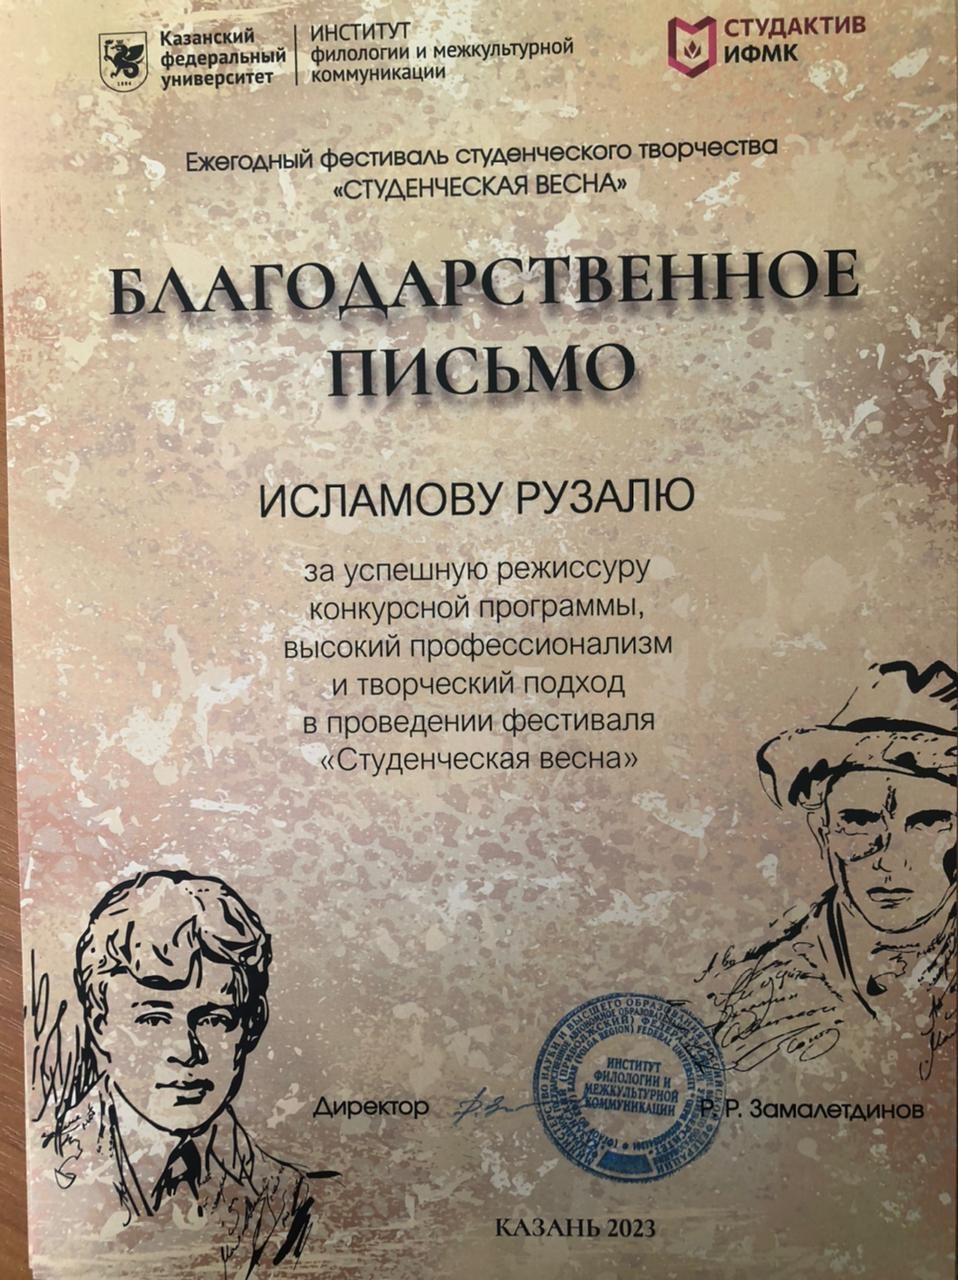 Казанский
федеральный
университет
ИНСТИТУТ
филологии и межкультурной
коммуникации
СТУДАКТИВ
ИФМК
Ежегодный фестиваль студенческого творчества
«СТУДЕНЧЕСКАЯ ВЕСНА»
БЛАГОДАРСТВЕННОЕ
ПИСЬМО
ИСЛАМОВУ РУЗАЛЮ
за успешную режиссуру
конкурсной программы,
высокий профессионализм
и творческий подход
в проведении фестиваля
«Студенческая весна»
Директор
ИНСТИТУТ
ФИЛОЛОГИИ И
МЕЖКУЛЬТУРНОЙ
КОММУНИКАЦИИ
Р. Р. Замалетдинов
КАЗАНЬ 2023